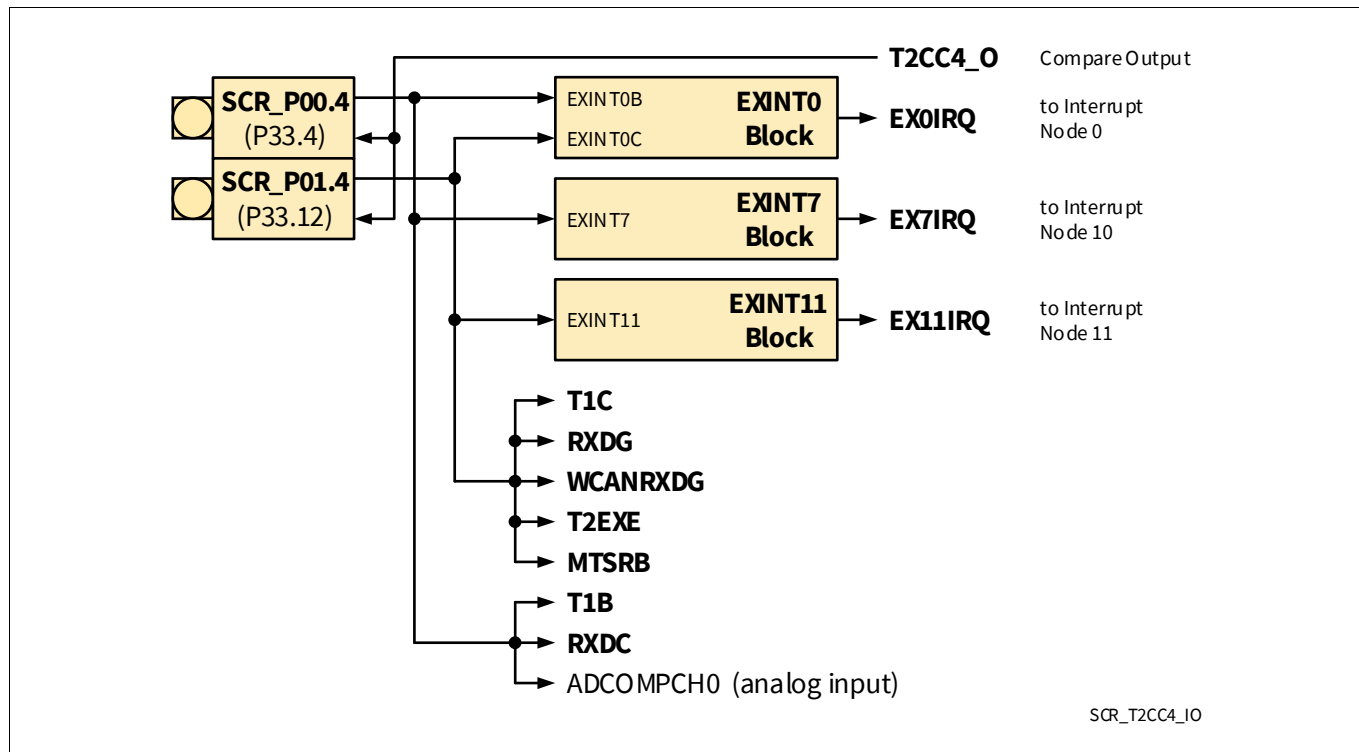 T2CC4_O Compare Output
SCR_P00.4
(P33.4)
SCR_P01.4
(P33.12)
EXINT0B
EXINT0C
EXINT0
Block
EX0IRQ
to Interrupt
Node 0
EXINT7
EXINT7
Block
EX7IRQ
to Interrupt
Node 10
EXINT11
EXINT11
Block
EX11IRQ
to Interrupt
Node 11
T1C
RXDG
WCANRXDG
T2EXE
MTSRB
T1B
RXDC
ADCOMPCH0 (analog input)
SCR_T2CC4_IO